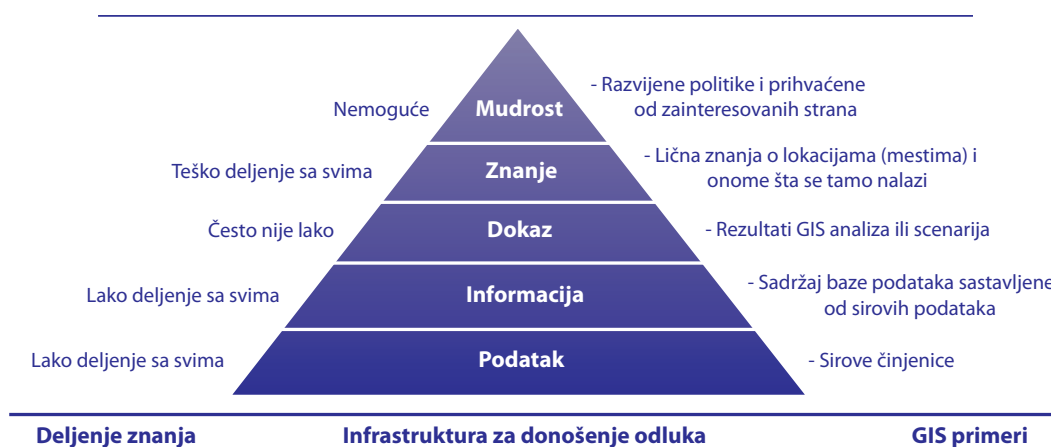 Nemoguće
Mudrost
- Razvijene politike i prihvaćene
od zainteresovanih strana
Teško deljenje sa svima
Znanje
- Lična znanja o lokacijama (mestima) i
onome šta se tamo nalazi
Često nije lako
Dokaz
- Rezultati GIS analiza ili scenarija
Lako deljenje sa svima
Informacija
- Sadržaj baze podataka sastavljene
od sirovih podataka
Lako deljenje sa svima
Podatak
- Sirove činjenice
Deljenje znanja
Infrastruktura za donošenje odluka
GIS primeri